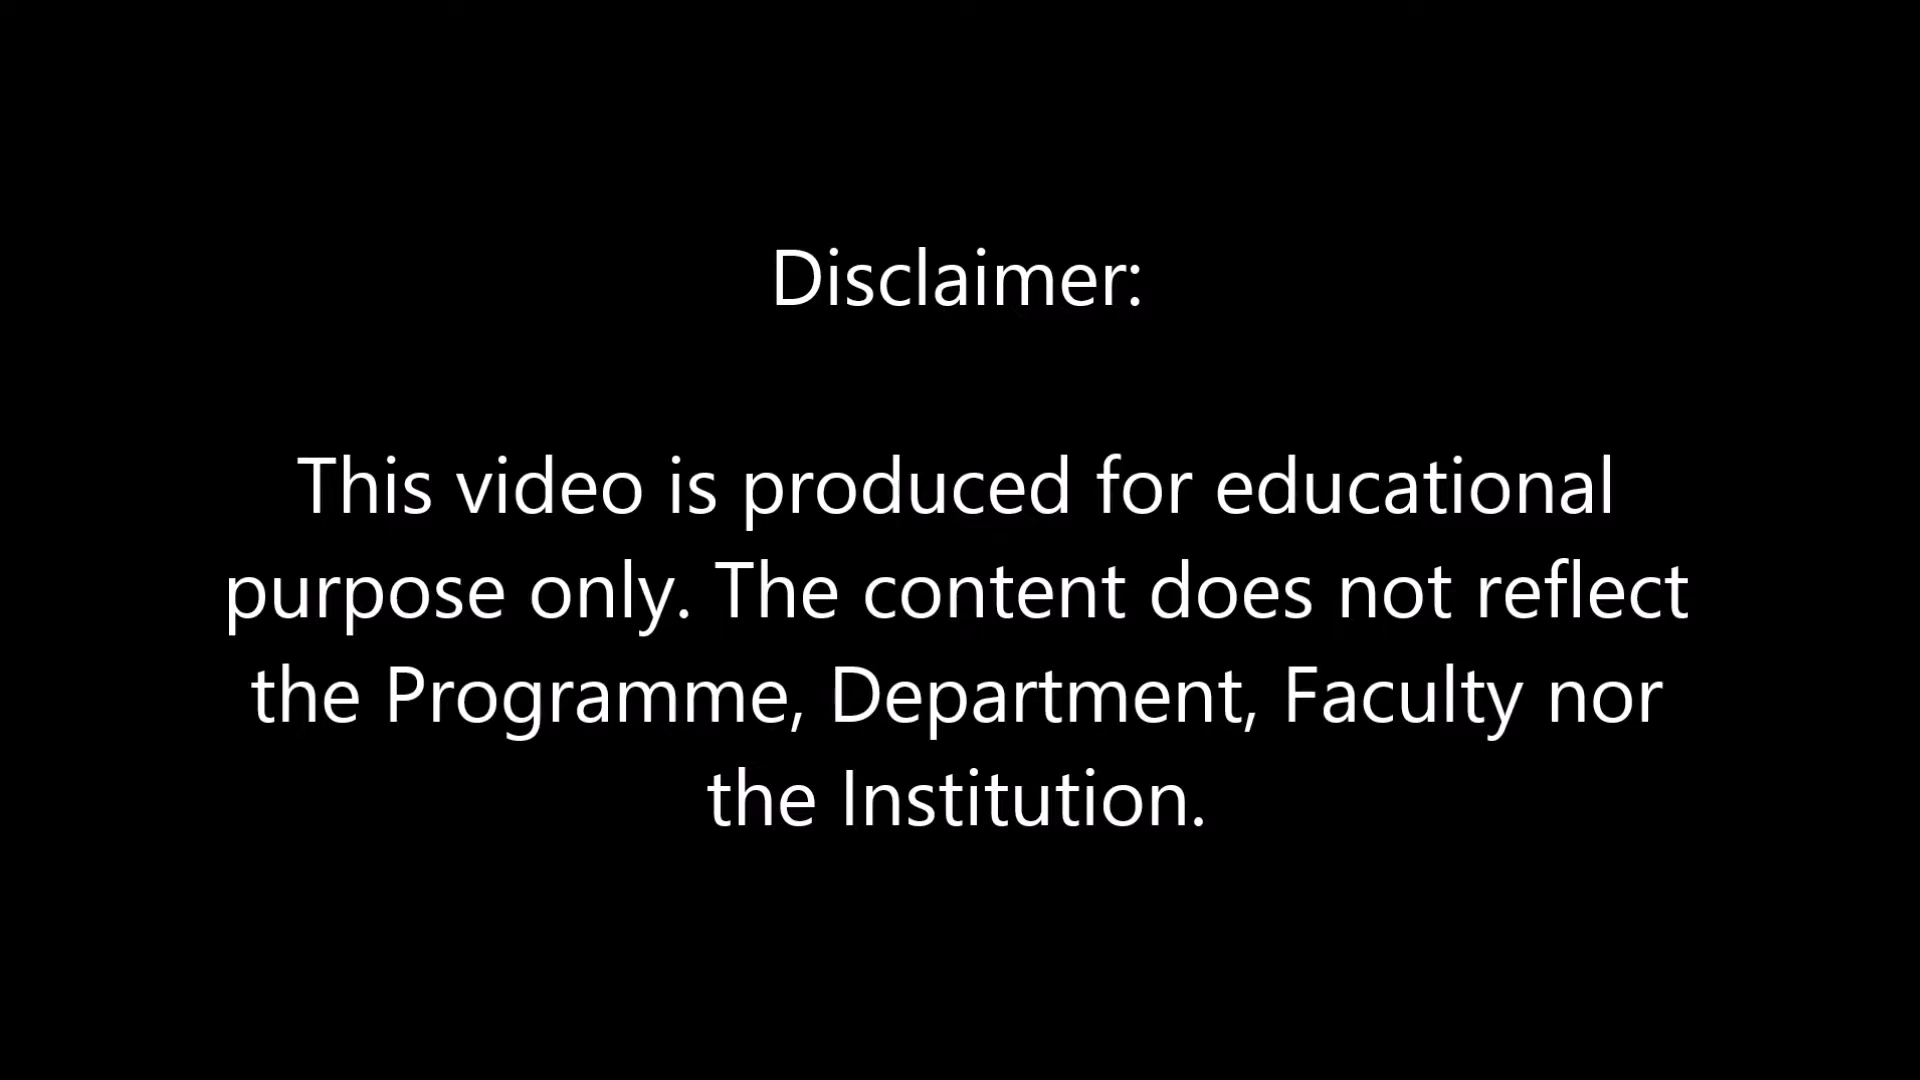 Disclaimer:
This video is produced for educational
purpose only. The content does not reflect
the Programme, Department, Faculty nor
the Institution.